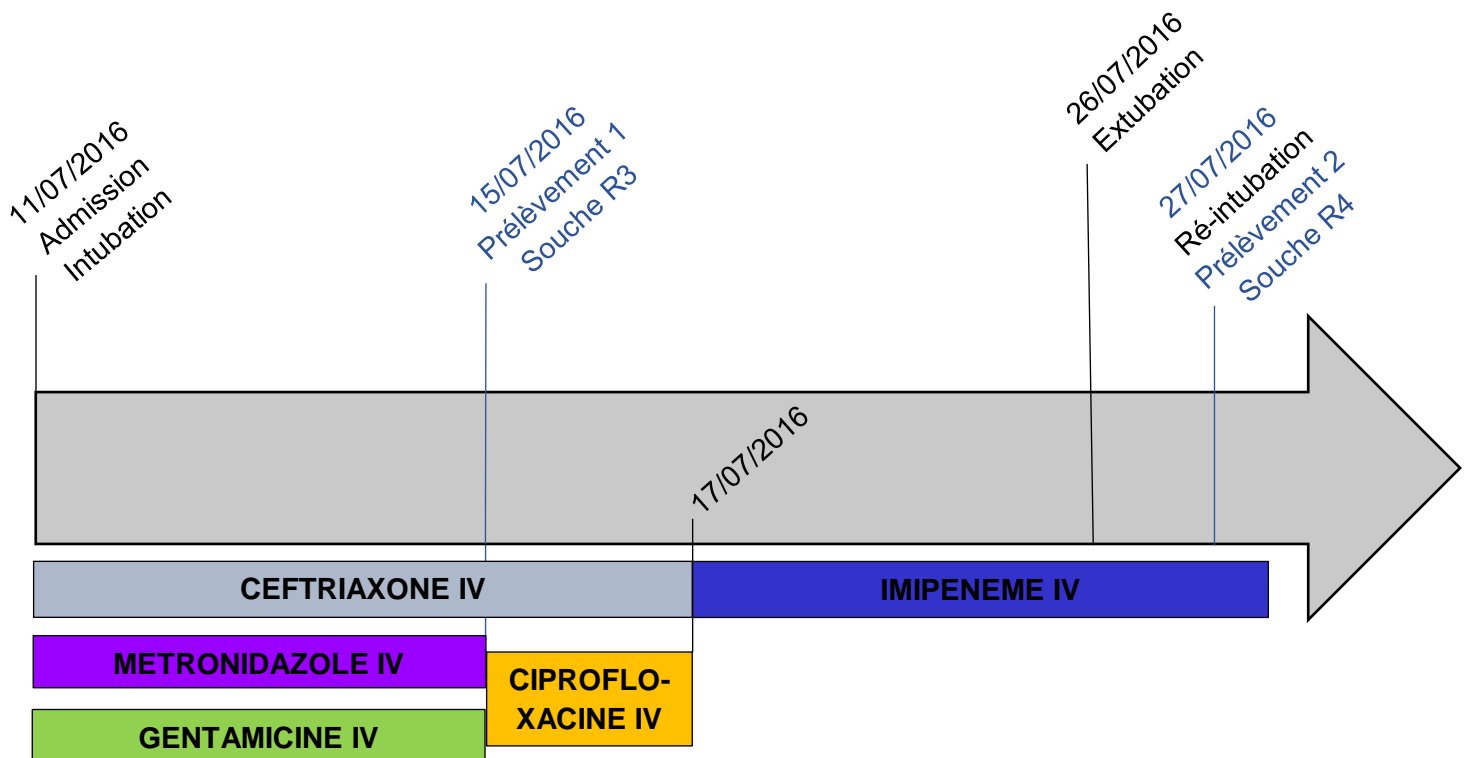 11/07/2016
Admission
Intubation
15/07/2016
Prélèvement 1
Souche R3
17/07/2016
26/07/2016
Extubation
27/07/2016
Ré-intubation
Prélèvement 2
Souche R4
CEFTRIAXONE IV
IMIPENEME IV
METRONIDAZOLE IV
CIPROFLO-
XACINE IV
GENTAMICINE IV